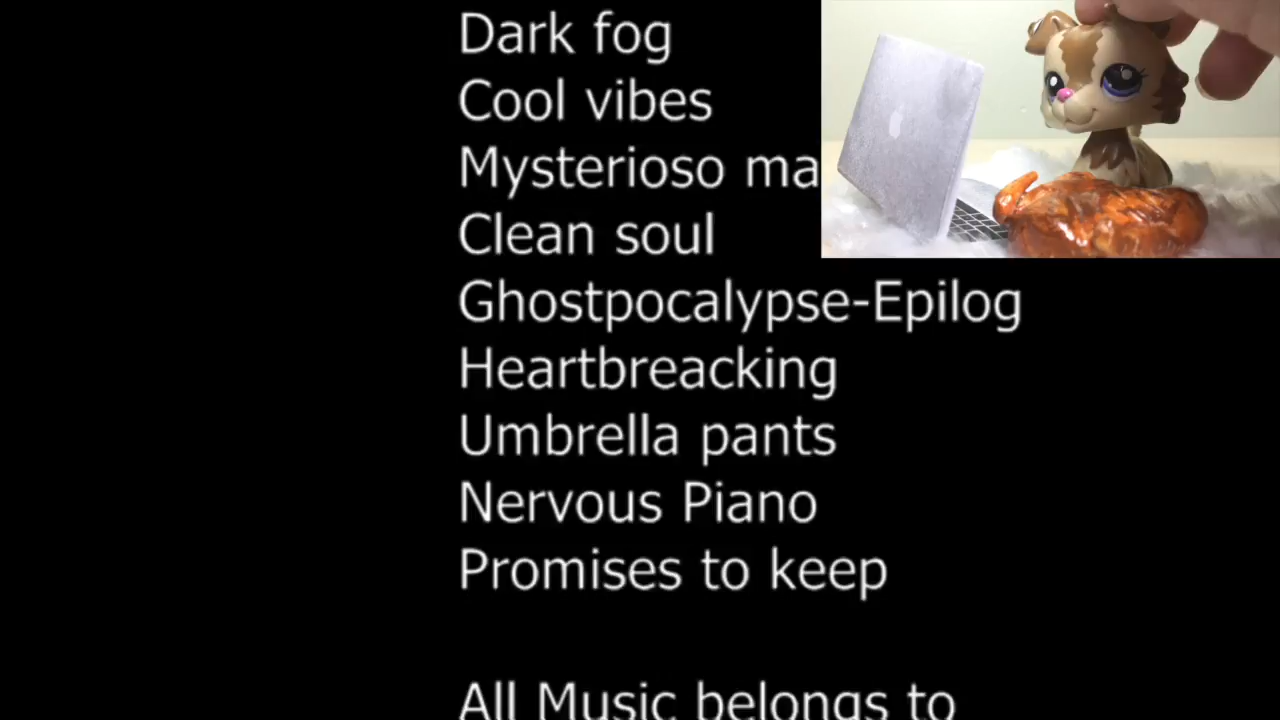 Dark fog
Cool vibes
Mysterioso ma
Clean soul
Ghostpocalypse-Epilog
Heartbreacking
Umbrella pants
Nervous Piano
Promises to keep
All Music belongs to